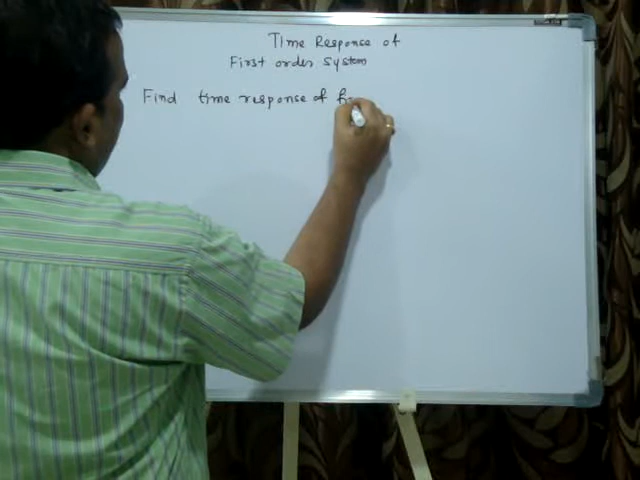 Time Response of
First order system
Find time response of